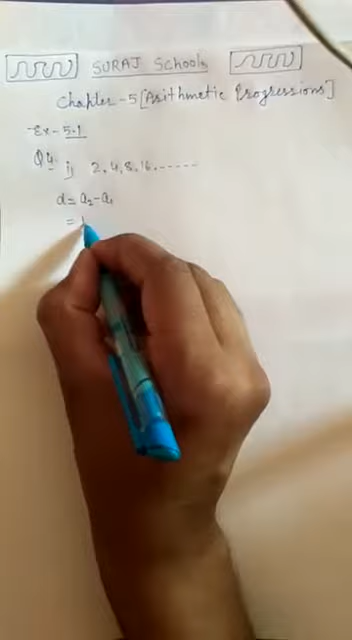 SURAJ Schools
Chapter-5 [Arithmetic Progressions]
Ex-5.1
Q4.
i) 2, 4, 8, 16, ......
d = a₂-a₁
=